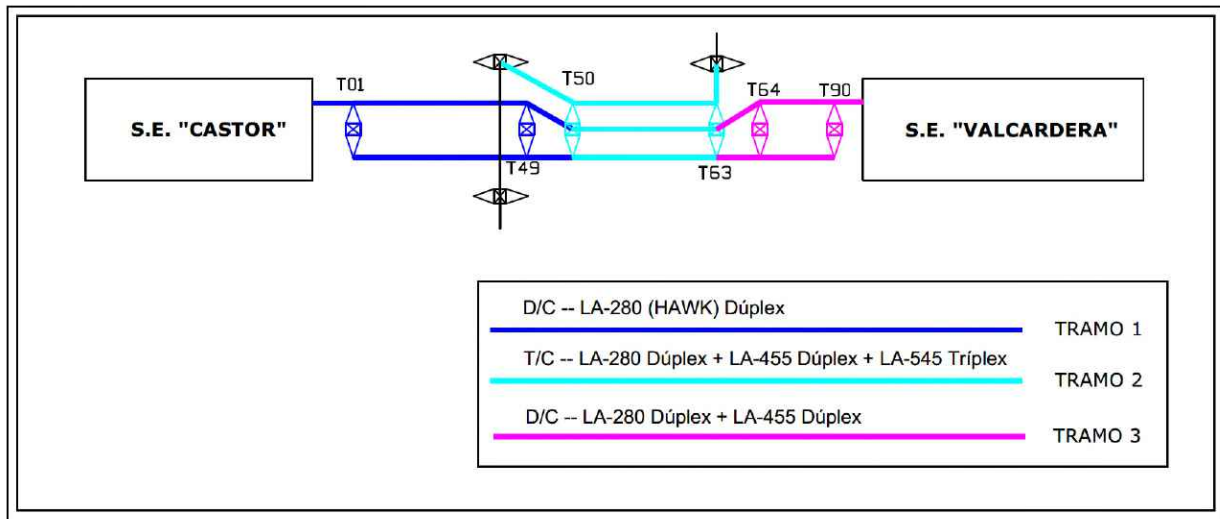 T01
T50
T64
T90
S.E. "CASTOR"
S.E. "VALCARDERA"
T49
T63
D/C -- LA-280 (HAWK) Dúplex
TRAMO 1
T/C -- LA-280 Dúplex + LA-455 Dúplex + LA-545 Tríplex
TRAMO 2
D/C -- LA-280 Dúplex + LA-455 Dúplex
TRAMO 3